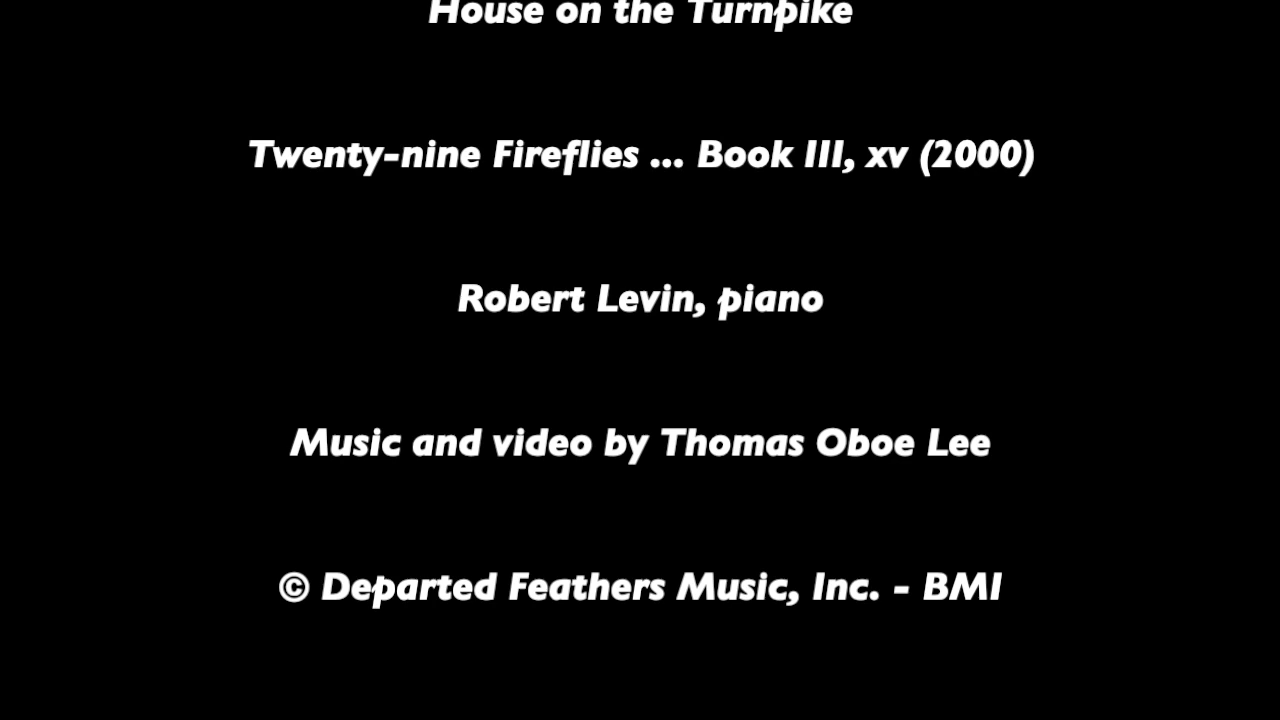 House on the Turnpike
Twenty-nine Fireflies ... Book III, xv (2000)
Robert Levin, piano
Music and video by Thomas Oboe Lee
© Departed Feathers Music, Inc. - BMI